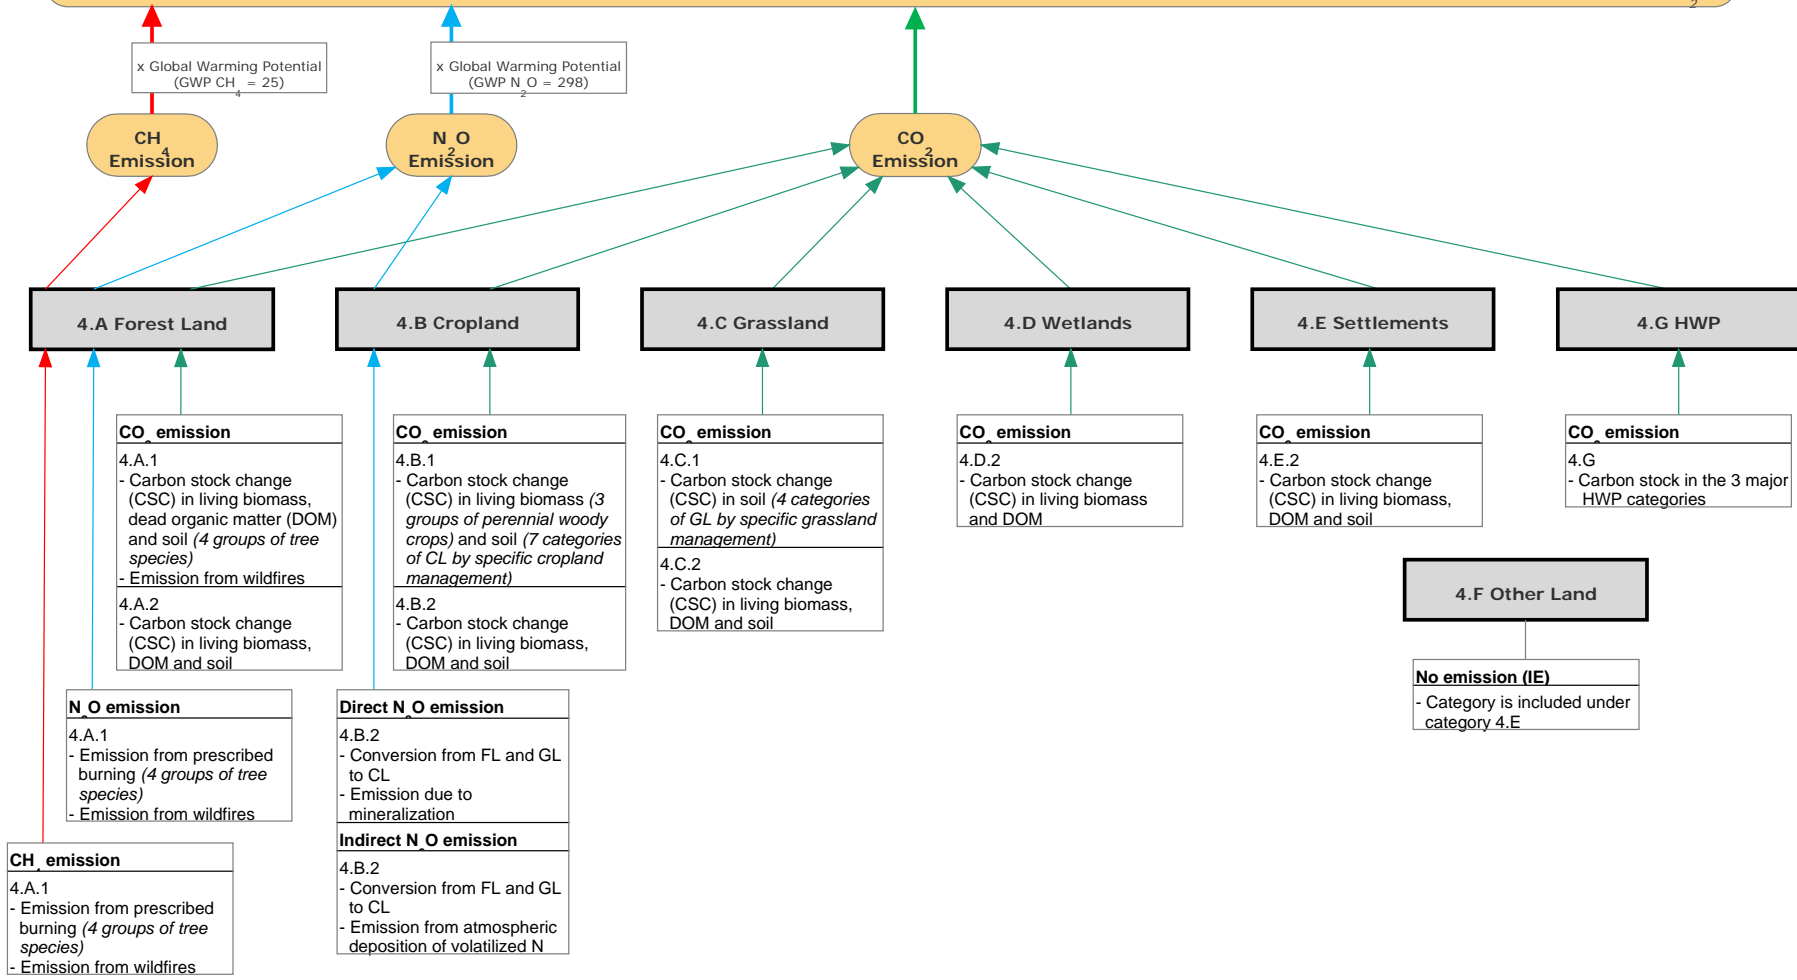 2
x Global Warming Potential
(GWP CH4 = 25)
x Global Warming Potential
(GWP N2O = 298)
CH4
Emission
N2O
Emission
CO2
Emission
4.A Forest Land
4.B Cropland
4.C Grassland
4.D Wetlands
4.E Settlements
4.G HWP
CO2 emission
4.A.1
- Carbon stock change
(CSC) in living biomass,
dead organic matter (DOM)
and soil (4 groups of tree
species)
- Emission from wildfires
4.A.2
- Carbon stock change
(CSC) in living biomass,
DOM and soil
CO2 emission
4.B.1
- Carbon stock change
(CSC) in living biomass (3
groups of perennial woody
crops) and soil (7 categories
of CL by specific cropland
management)
4.B.2
- Carbon stock change
(CSC) in living biomass,
DOM and soil
CO2 emission
4.C.1
- Carbon stock change
(CSC) in soil (4 categories
of GL by specific grassland
management)
4.C.2
- Carbon stock change
(CSC) in living biomass,
DOM and soil
CO2 emission
4.D.2
- Carbon stock change
(CSC) in living biomass
and DOM
CO2 emission
4.E.2
- Carbon stock change
(CSC) in living biomass,
DOM and soil
CO2 emission
4.G
- Carbon stock in the 3 major
HWP categories
4.F Other Land
No emission (IE)
- Category is included under
category 4.E
N2O emission
4.A.1
- Emission from prescribed
burning (4 groups of tree
species)
- Emission from wildfires
Direct N2O emission
4.B.2
- Conversion from FL and GL
to CL
- Emission due to
mineralization
Indirect N2O emission
4.B.2
- Conversion from FL and GL
to CL
- Emission from atmospheric
deposition of volatilized N
CH4 emission
4.A.1
- Emission from prescribed
burning (4 groups of tree
species)
- Emission from wildfires